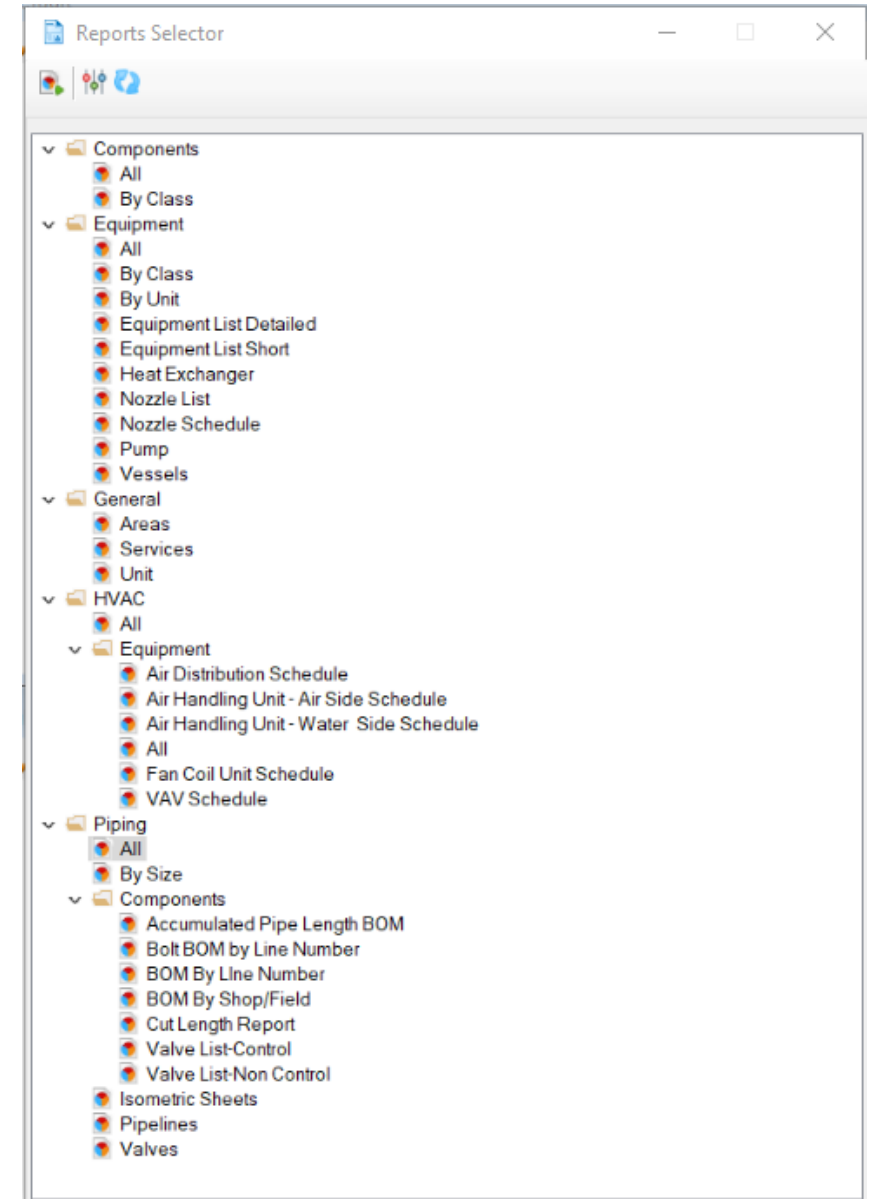 Reports Selector
Components
All
By Class
Equipment
All
By Class
By Unit
Equipment List Detailed
Equipment List Short
Heat Exchanger
Nozzle List
Nozzle Schedule
Pump
Vessels
General
Areas
Services
Unit
HVAC
All
Equipment
Air Distribution Schedule
Air Handling Unit - Air Side Schedule
Air Handling Unit - Water  Side Schedule
All
Fan Coil Unit Schedule
VAV Schedule
Piping
All
By Size
Components
Accumulated Pipe Length BOM
Bolt BOM by Line Number
BOM By LIne Number
BOM By Shop/Field
Cut Length Report
Valve List-Control
Valve List-Non Control
Isometric Sheets
Pipelines
Valves